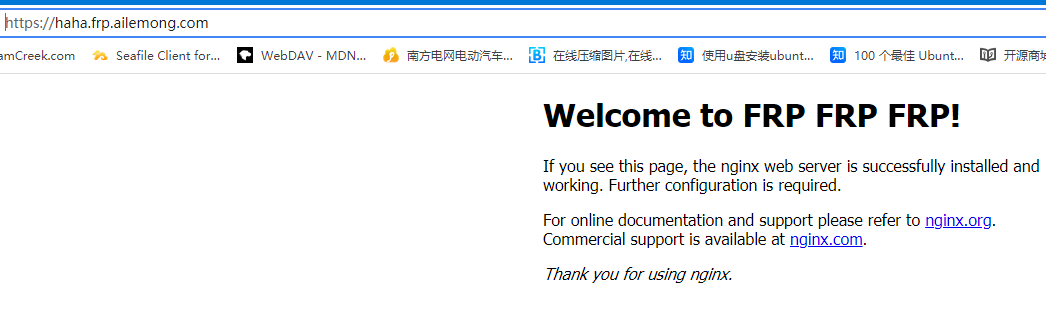 https://haha.frp.ailemong.com
amCreek.com Seafile Client for... WebDAV - MDN... 南方电网电动汽车... 在线压缩图片,在线... 知 使用u盘安装ubunt... 知 100 个最佳 Ubunt... 开源商城
Welcome to FRP FRP FRP!
If you see this page, the nginx web server is successfully installed and
working. Further configuration is required.
For online documentation and support please refer to nginx.org.
Commercial support is available at nginx.com.
Thank you for using nginx.